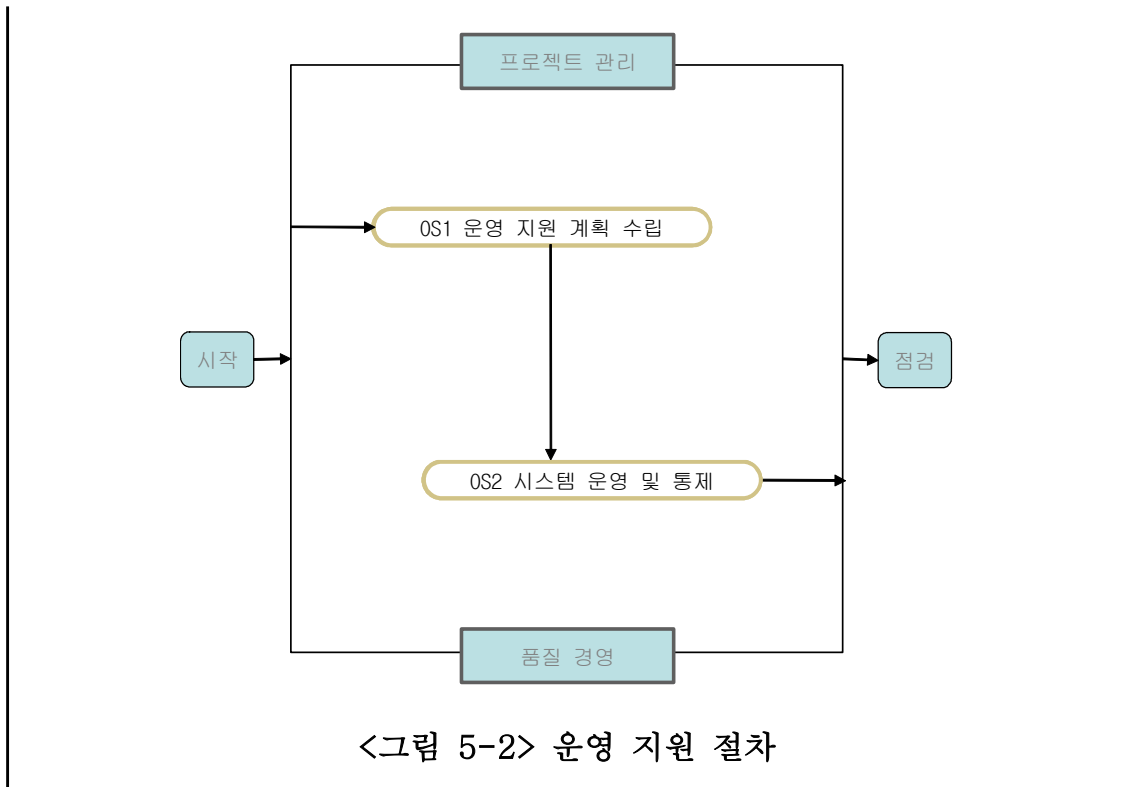 프로젝트 관리
OS1 운영 지원 계획 수립
시작
점검
OS2 시스템 운영 및 통제
품질 경영
<그림 5-2> 운영 지원 절차